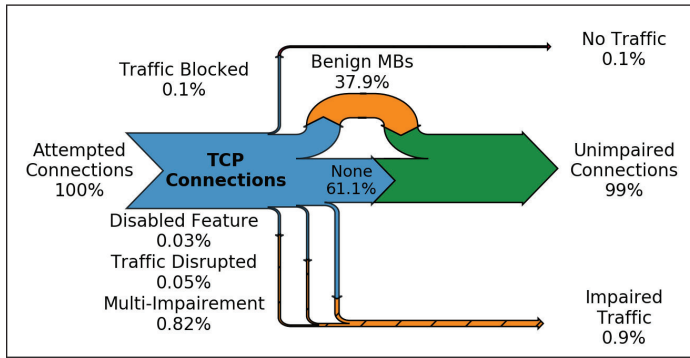 No Traffic
0.1%
Benign MBs
37.9%
Traffic Blocked
0.1%
Attempted
Connections
100%
TCP
Connections
None
61.1%
Unimpaired
Connections
99%
Disabled Feature
0.03%
Traffic Disrupted
0.05%
Multi-Impairement
0.82%
Impaired
Traffic
0.9%